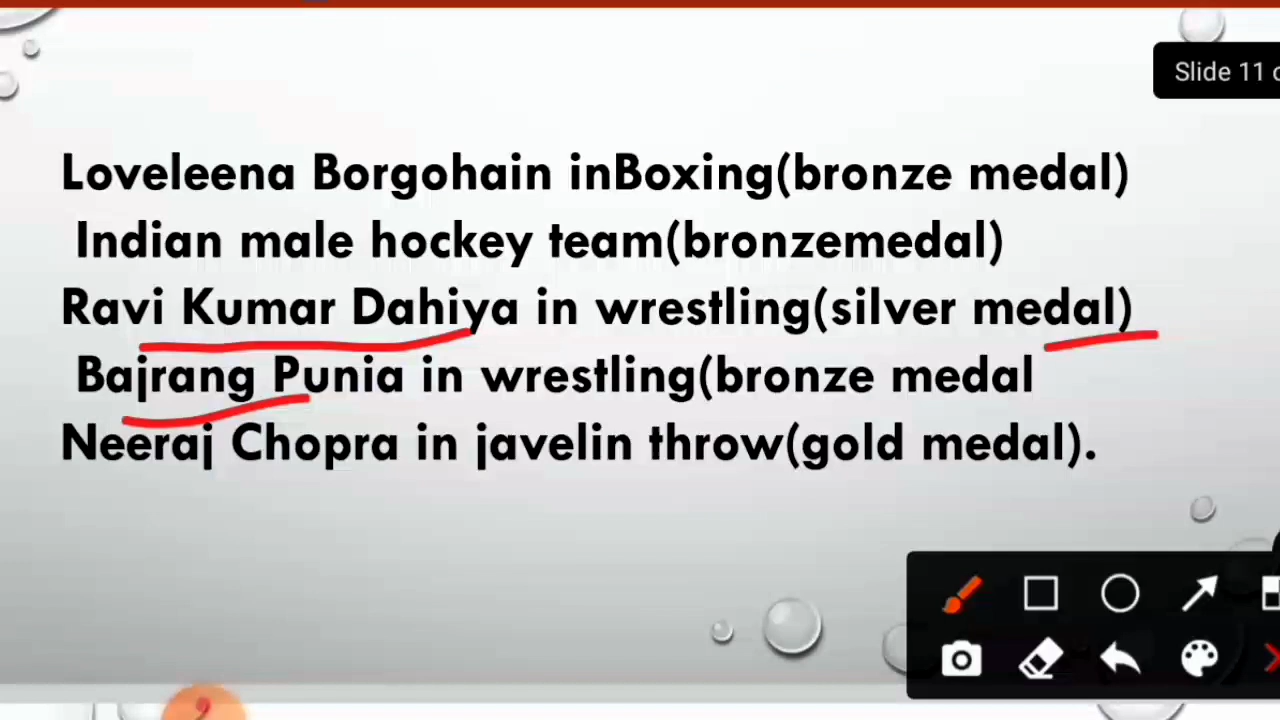 Slide 11
Loveleena Borgohain inBoxing(bronze medal)
Indian male hockey team(bronzemedal)
Ravi Kumar Dahiya in wrestling(silver medal)
Bajrang Punia in wrestling(bronze medal
Neeraj Chopra in javelin throw(gold medal).